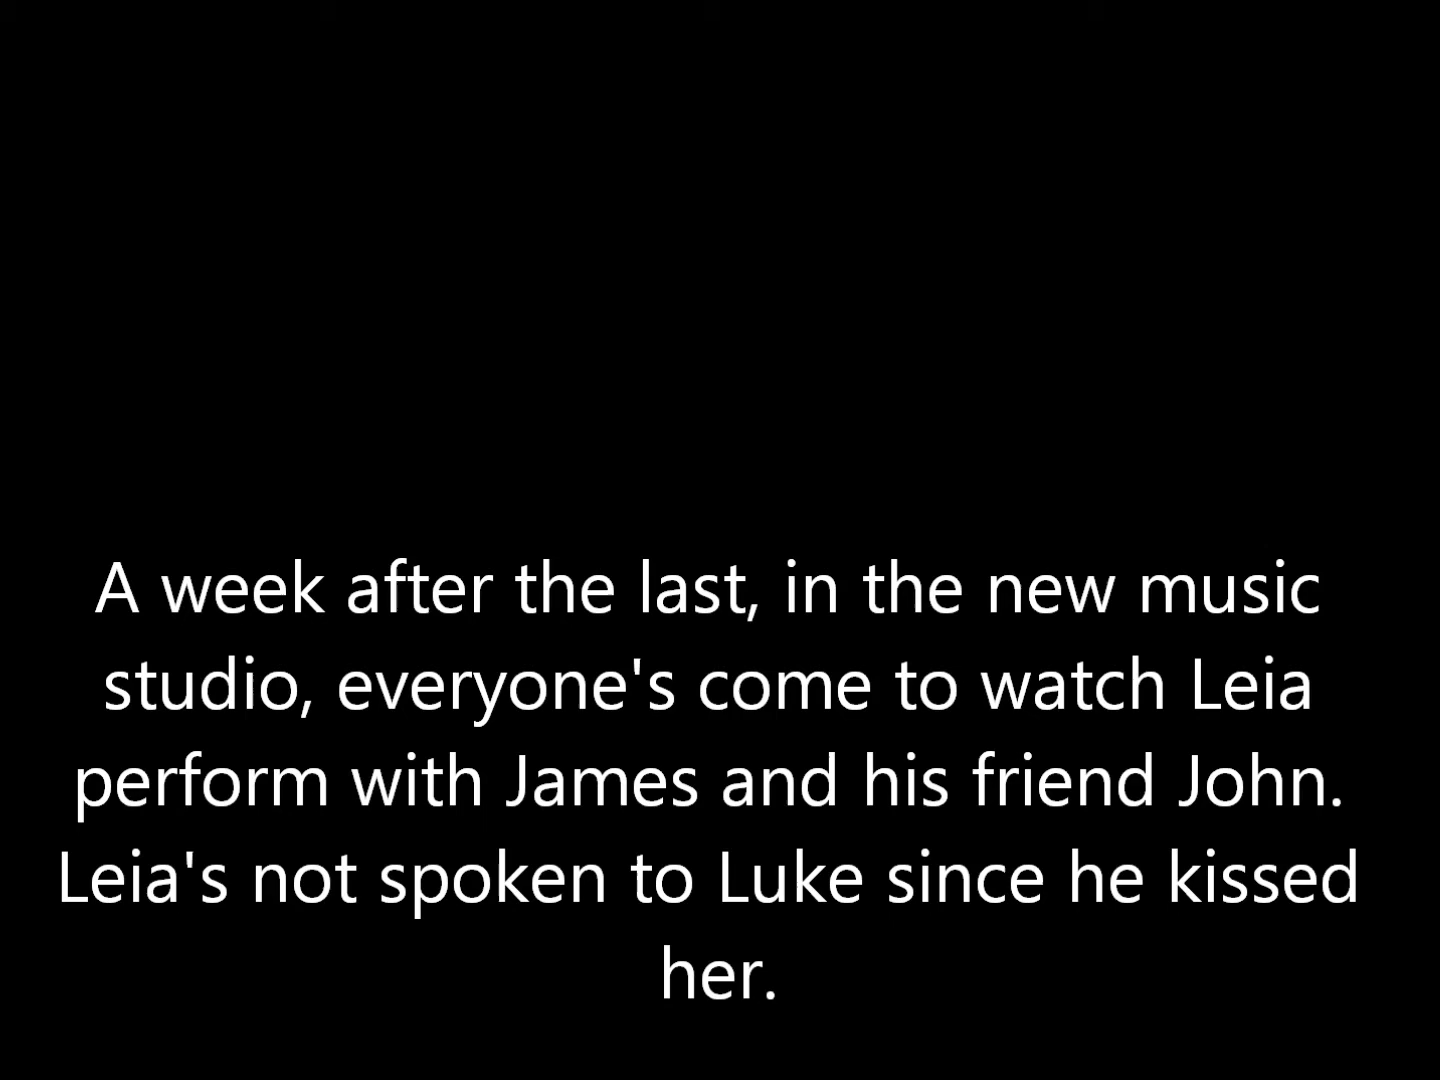 A week after the last, in the new music
studio, everyone's come to watch Leia
perform with James and his friend John.
Leia's not spoken to Luke since he kissed
her.